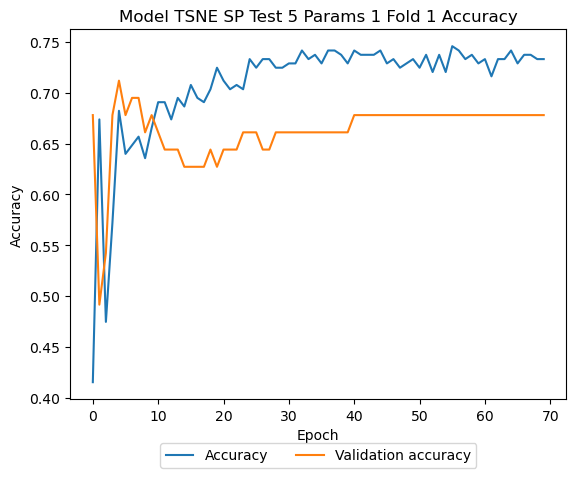 Model TSNE SP Test 5 Params 1 Fold 1 Accuracy
0.75
0.70
0.65
0.60
0.55
0.50
0.45
0.40
Accuracy
0 10 20 30 40 50 60 70
Epoch
Accuracy Validation accuracy